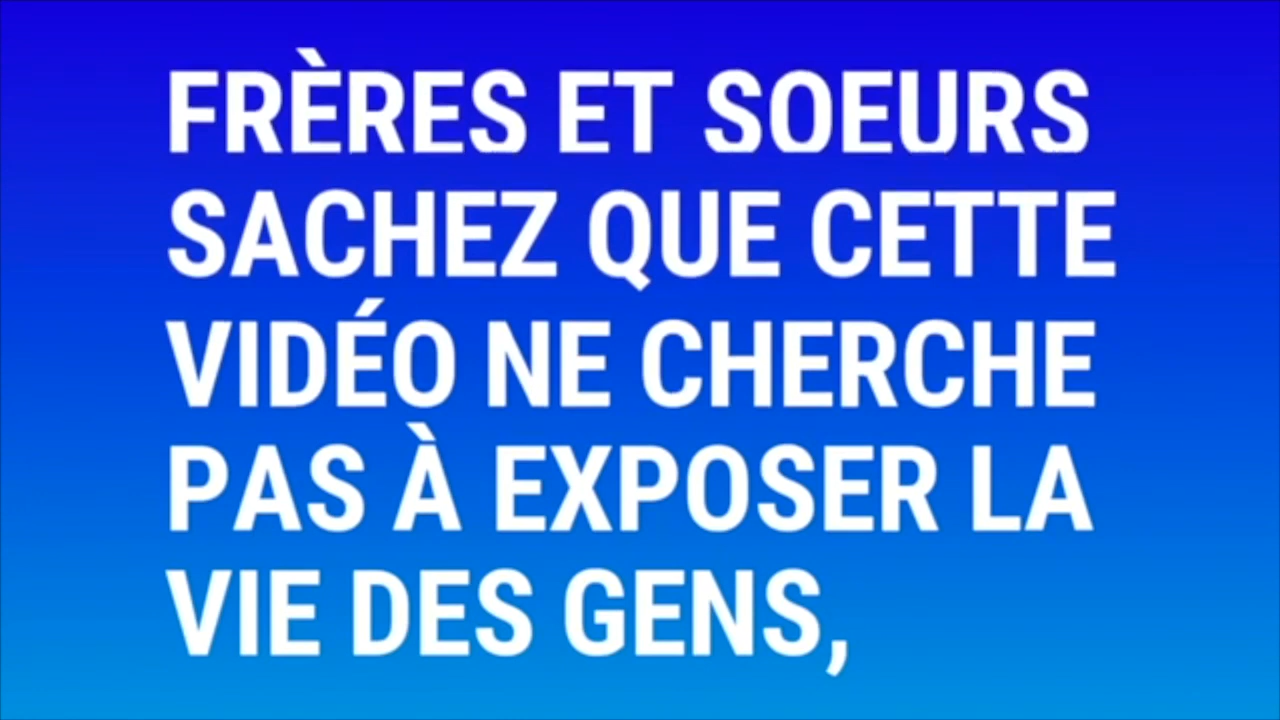 FRÈRES ET SOEURS
SACHEZ QUE CETTE
VIDÉO NE CHERCHE
PAS À EXPOSER LA
VIE DES GENS,